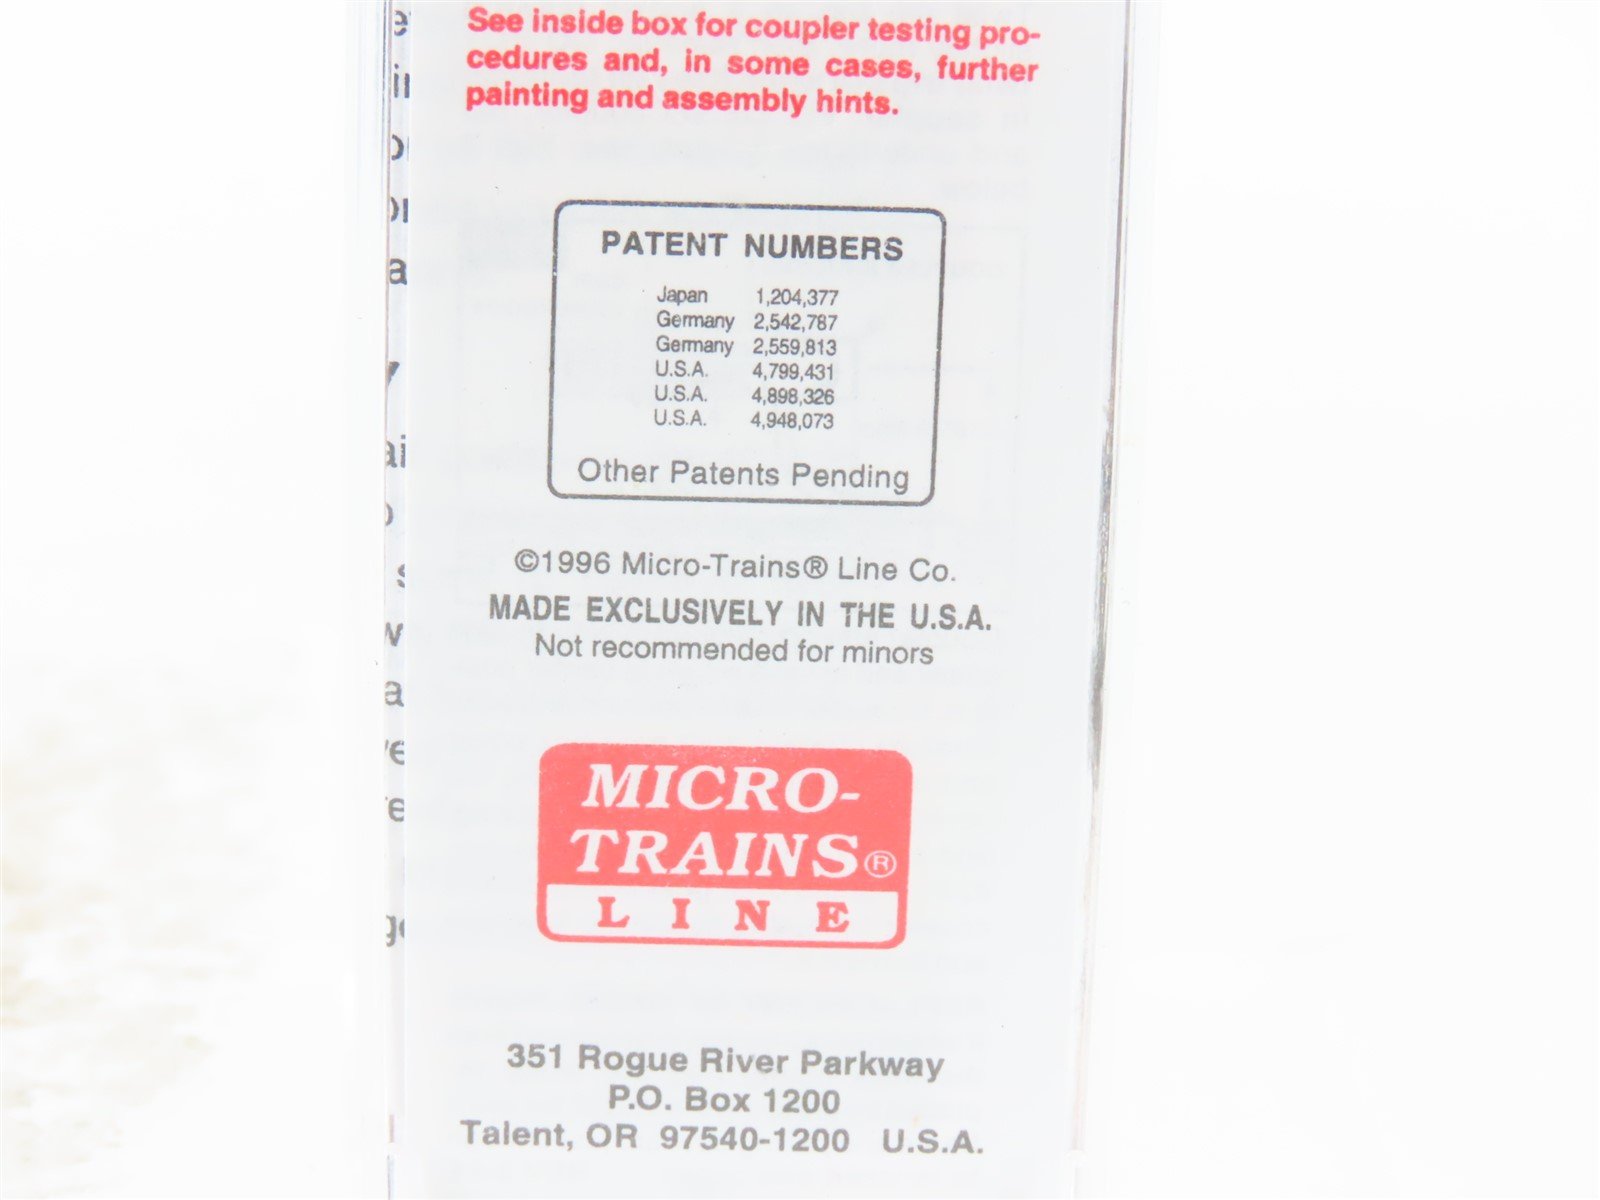 See inside box for coupler testing pro-
cedures and, in some cases, further
painting and assembly hints.
PATENT NUMBERS
Japan 1,204,377
Germany 2,542,787
Germany 2,559,813
U.S.A. 4,799,431
U.S.A. 4,898,326
U.S.A. 4,948,073
Other Patents Pending
©1996 Micro-Trains® Line Co.
MADE EXCLUSIVELY IN THE U.S.A.
Not recommended for minors
MICRO-
TRAINS®
LINE
351 Rogue River Parkway
P.O. Box 1200
Talent, OR 97540-1200 U.S.A.